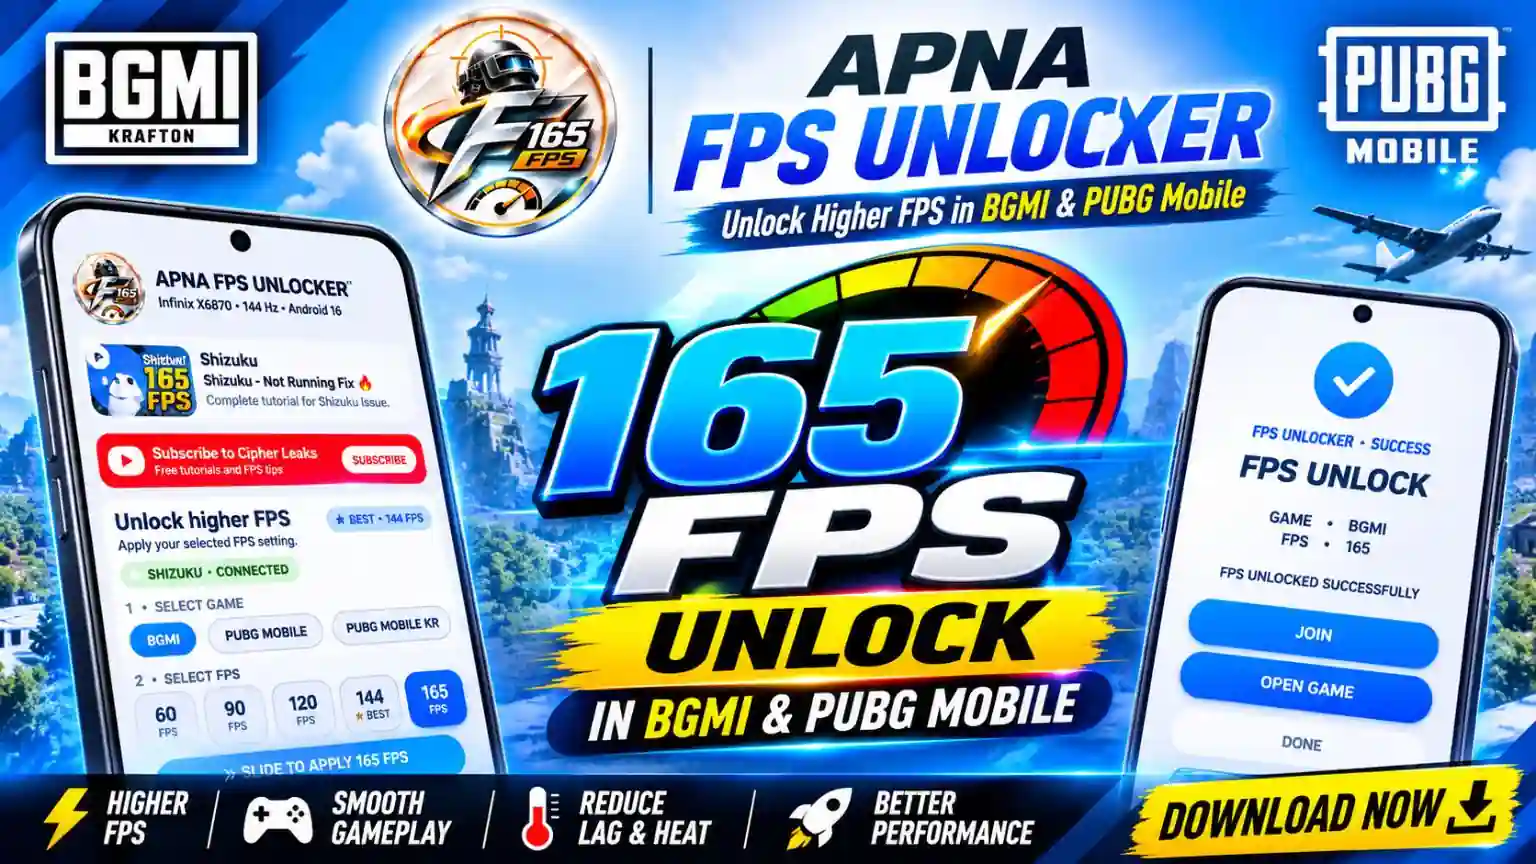 BGMI
KRAFTON
165
FPS
APNA
FPS UNLOCKER
Unlock Higher FPS in BGMI & PUBG Mobile
PUBG
MOBILE
APNA FPS UNLOCKER
Infinix X6870 • 144 Hz • Android 16
Shizuku
165
FPS
Shizuku
Shizuku - Not Running Fix 🔥
Complete tutorial for Shizuku Issue.
Subscribe to Cipher Leaks
Free tutorials and FPS tips
SUBSCRIBE
Unlock higher FPS
★ BEST • 144 FPS
Apply your selected FPS setting.
SHIZUKU • CONNECTED
1 • SELECT GAME
BGMI
PUBG MOBILE
PUBG MOBILE KR
2 • SELECT FPS
60
FPS
90
FPS
120
FPS
144
★ BEST
165
FPS
» SLIDE TO APPLY 165 FPS
165
FPS
UNLOCK
IN BGMI & PUBG MOBILE
FPS UNLOCKER • SUCCESS
FPS UNLOCK
GAME • BGMI
FPS • 165
FPS UNLOCKED SUCCESSFULLY
JOIN
OPEN GAME
DONE
HIGHER
FPS
SMOOTH
GAMEPLAY
REDUCE
LAG & HEAT
BETTER
PERFORMANCE
DOWNLOAD NOW